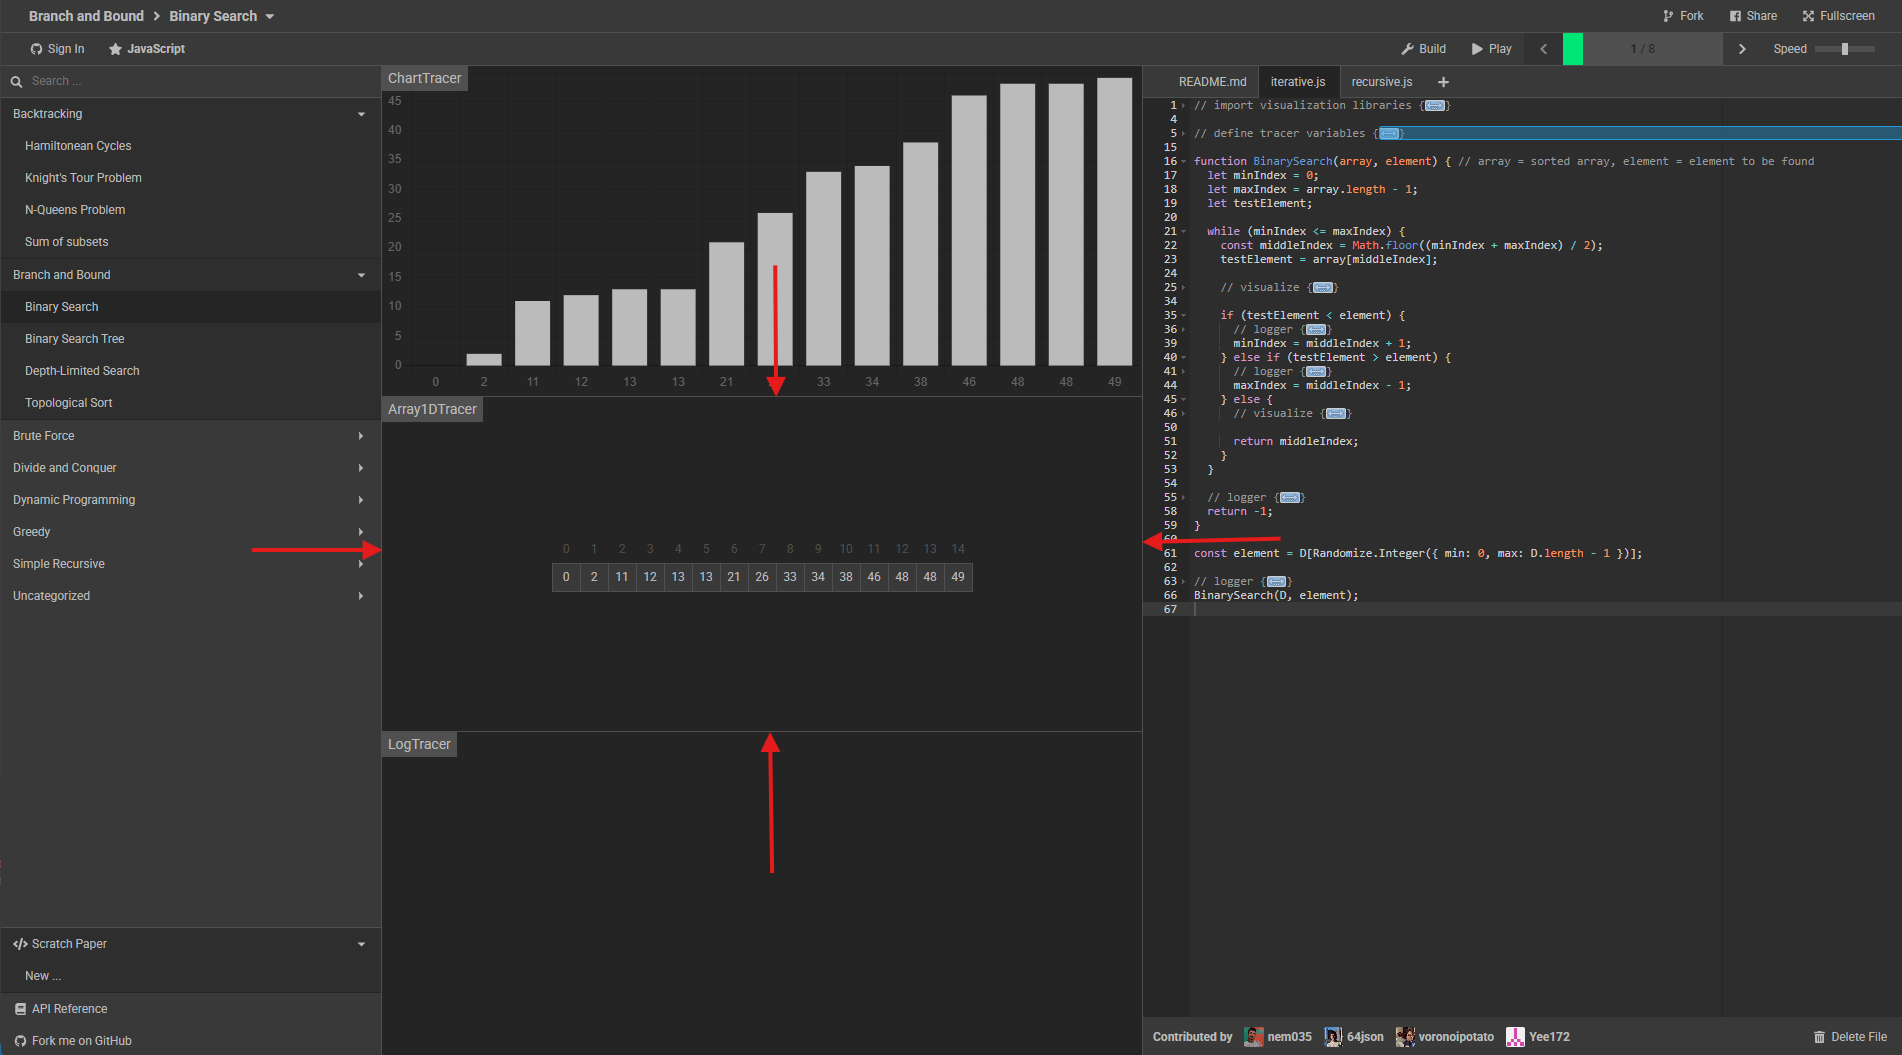 Branch and Bound > Binary Search
Fork Share Fullscreen
Sign In JavaScript
Build Play 1 / 8 Speed
Search ...
Backtracking
Hamiltonean Cycles
Knight's Tour Problem
N-Queens Problem
Sum of subsets
Branch and Bound
Binary Search
Binary Search Tree
Depth-Limited Search
Topological Sort
Brute Force
Divide and Conquer
Dynamic Programming
Greedy
Simple Recursive
Uncategorized
Scratch Paper
New ...
API Reference
Fork me on GitHub
ChartTracer
45
40
35
30
25
20
15
10
5
0
0 2 11 12 13 13 21 33 34 38 46 48 48 49
Array1DTracer
0 1 2 3 4 5 6 7 8 9 10 11 12 13 14
0 2 11 12 13 13 21 26 33 34 38 46 48 48 49
LogTracer
README.md iterative.js recursive.js +
1 // import visualization libraries {}
4
5 // define tracer variables {}
15
16 function BinarySearch(array, element) { // array = sorted array, element = element to be found
17 let minIndex = 0;
18 let maxIndex = array.length - 1;
19 let testElement;
20
21 while (minIndex <= maxIndex) {
22 const middleIndex = Math.floor((minIndex + maxIndex) / 2);
23 testElement = array[middleIndex];
24
25 // visualize {}
34
35 if (testElement < element) {
36 // logger {}
39 minIndex = middleIndex + 1;
40 } else if (testElement > element) {
41 // logger {}
44 maxIndex = middleIndex - 1;
45 } else {
46 // visualize {}
50
51 return middleIndex;
52 }
53 }
54
55 // logger {}
58 return -1;
59 }
60
61 const element = D[Randomize.Integer({ min: 0, max: D.length - 1 })];
62
63 // logger {}
66 BinarySearch(D, element);
67
Contributed by nem035 64json voronoipotato Yee172
Delete File